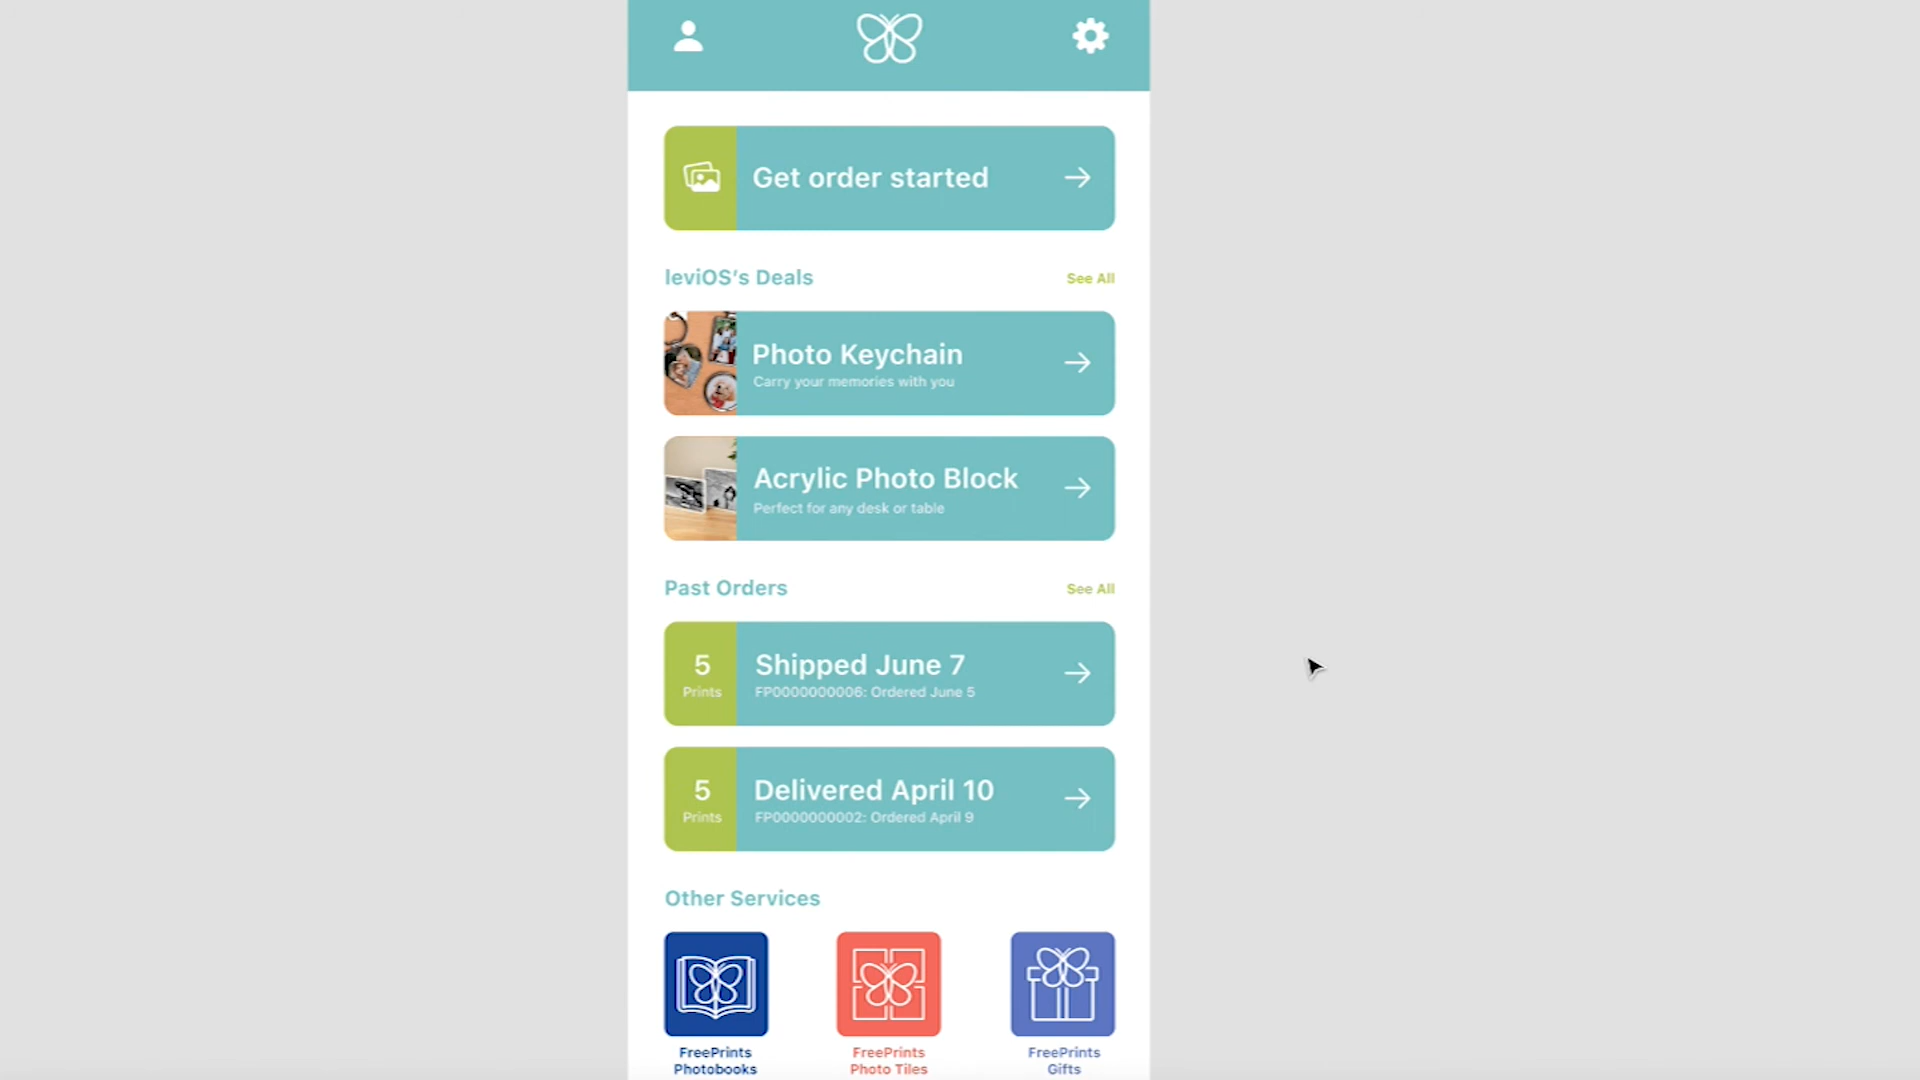 Get order started
leviOS's Deals
See All
Photo Keychain
Carry your memories with you
Acrylic Photo Block
Perfect for any desk or table
Past Orders
See All
5
Prints
Shipped June 7
FP0000000006: Ordered June 5
5
Prints
Delivered April 10
FP0000000002: Ordered April 9
Other Services
FreePrints
Photobooks
FreePrints
Photo Tiles
FreePrints
Gifts